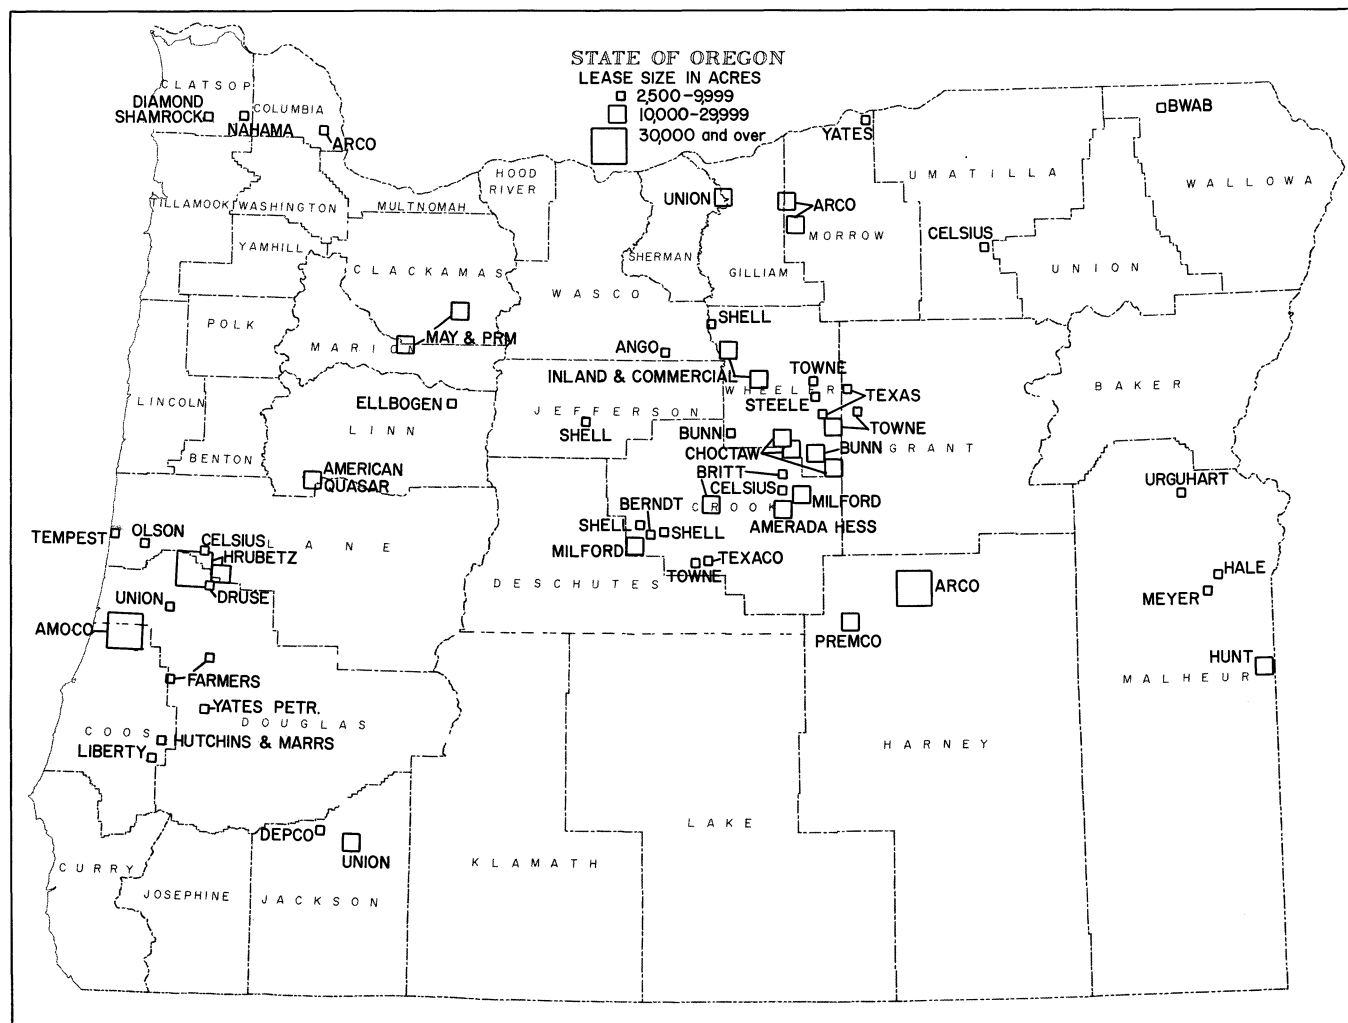 STATE OF OREGON
LEASE SIZE IN ACRES
2,500-9,999
10,000-29,999
30,000 and over
CLATSOP
DIAMOND
SHAMROCK
NAHAMA
COLUMBIA
ARCO
YATES
BWAB
HOOD
RIVER
UMATILLA
WALLOWA
TILLAMOOK
WASHINGTON
MULTNOMAH
UNION
ARCO
MORROW
CELSIUS
YAMHILL
CLACKAMAS
SHERMAN
GILLIAM
UNION
WASCO
POLK
MARION
MAY & PRM
SHELL
ANGO
INLAND & COMMERCIAL
WHEELER
TOWNE
STEELE
TEXAS
TOWNE
BAKER
LINCOLN
ELLBOGEN
LINN
JEFFERSON
SHELL
BUNN
CHOCTAW
BUNN
GRANT
BENTON
AMERICAN
QUASAR
BRITT
CELSIUS
MILFORD
BERNDT
CROOK
AMERADA HESS
URGUHART
TEMPEST
OLSON
CELSIUS
HRUBETZ
LANE
SHELL
SHELL
MILFORD
TEXACO
TOWNE
DESCHUTES
DRUSE
UNION
ARCO
HALE
MEYER
AMOCO
PREMCO
HUNT
MALHEUR
FARMERS
YATES PETR.
DOUGLAS
COOS
HUTCHINS & MARRS
LIBERTY
HARNEY
DEPCO
UNION
LAKE
KLAMATH
CURRY
JOSEPHINE
JACKSON